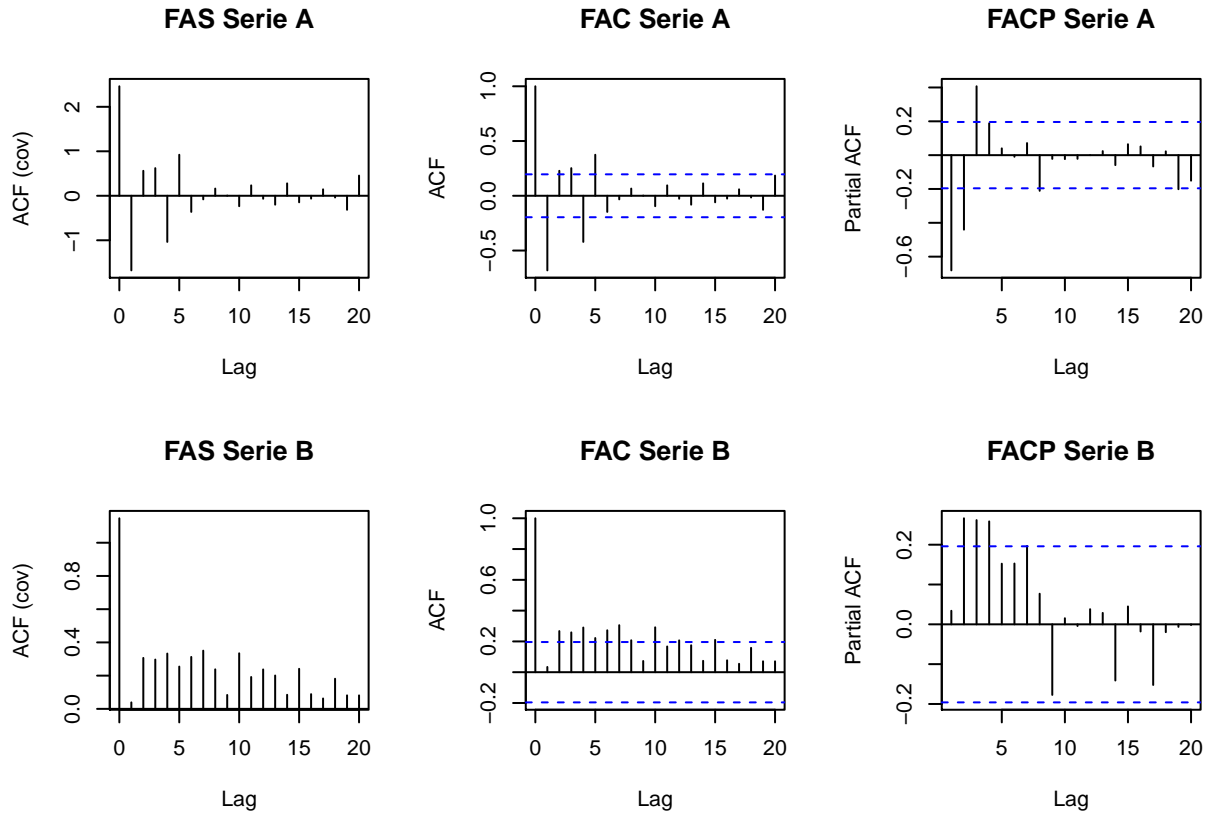 FAS Serie A
ACF (cov)
2
1
0
−1
0 5 10 15 20
Lag
FAC Serie A
ACF
1.0
0.5
0.0
−0.5
0 5 10 15 20
Lag
FACP Serie A
Partial ACF
0.2
−0.2
−0.6
5 10 15 20
Lag
FAS Serie B
ACF (cov)
0.8
0.4
0.0
0 5 10 15 20
Lag
FAC Serie B
ACF
1.0
0.6
0.2
−0.2
0 5 10 15 20
Lag
FACP Serie B
Partial ACF
0.2
0.0
−0.2
5 10 15 20
Lag